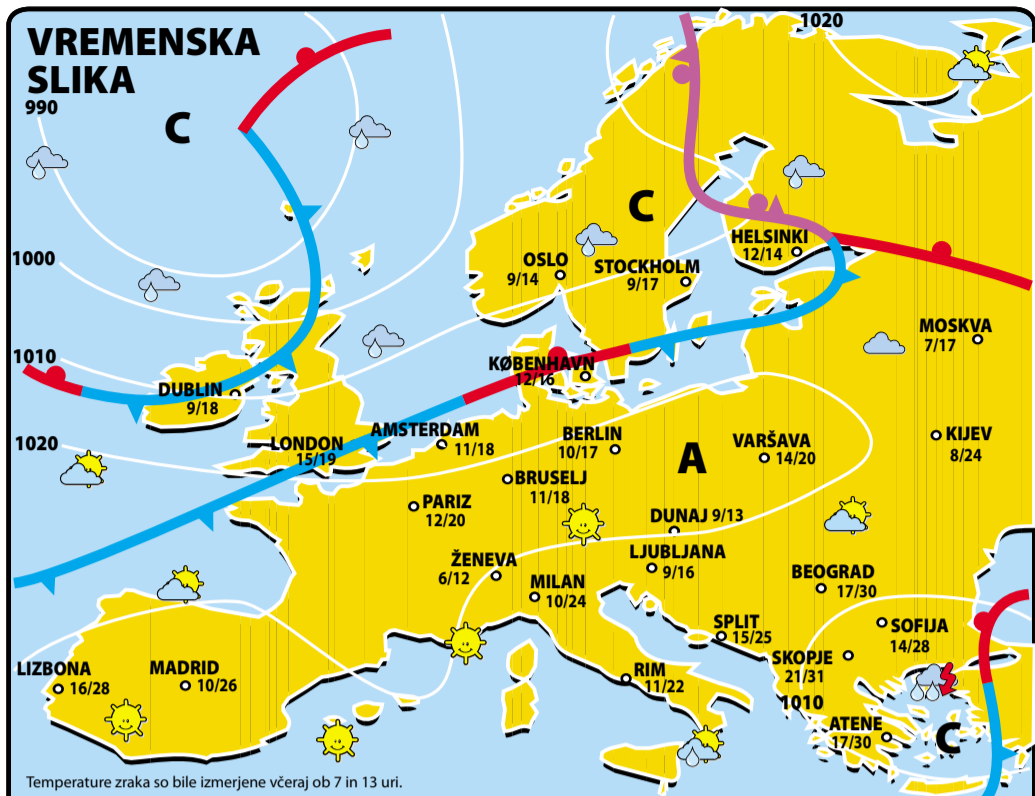 VREMENSKA
SLIKA
1020
990
C
C
HELSINKI
12/14
OSLO
9/14
STOCKHOLM
9/17
1000
MOSKVA
7/17
1010
KØBENHAVN
12/16
DUBLIN
9/18
1020
AMSTERDAM
11/18
LONDON
15/19
BERLIN
10/17
A
VARŠAVA
14/20
KIJEV
8/24
BRUSELJ
11/18
PARIZ
12/20
DUNAJ 9/13
LJUBLJANA
9/16
ŽENEVA
6/12
MILAN
10/24
BEOGRAD
17/30
SPLIT
15/25
SOFIJA
14/28
SKOPJE
21/31
LIZBONA
16/28
MADRID
10/26
RIM
11/22
1010
ATENE
17/30
C
Temperature zraka so bile izmerjene včeraj ob 7 in 13 uri.